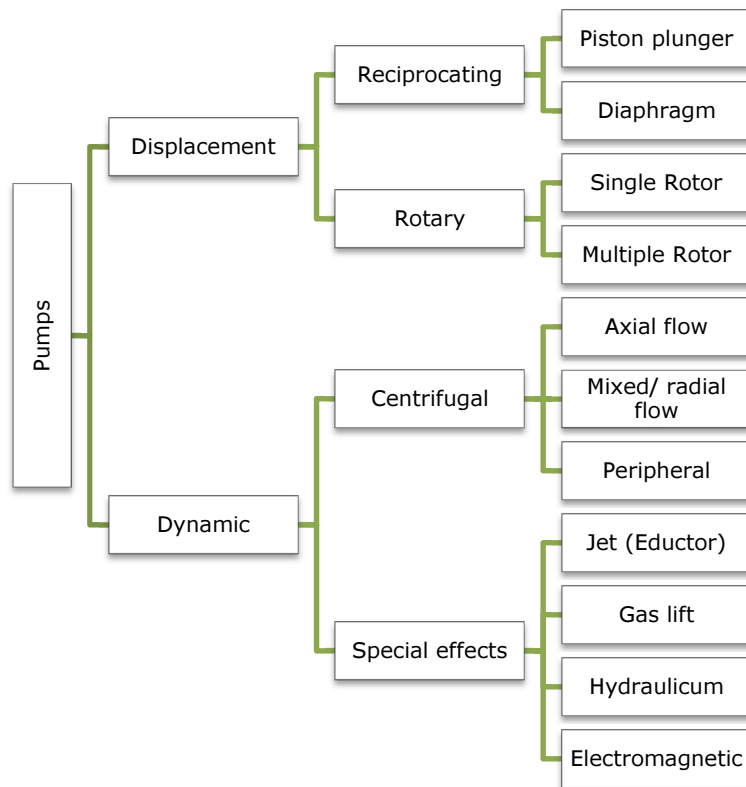 Pumps
Displacement
Reciprocating
Piston plunger
Diaphragm
Rotary
Single Rotor
Multiple Rotor
Dynamic
Centrifugal
Axial flow
Mixed/ radial
flow
Peripheral
Special effects
Jet (Eductor)
Gas lift
Hydraulicum
Electromagnetic